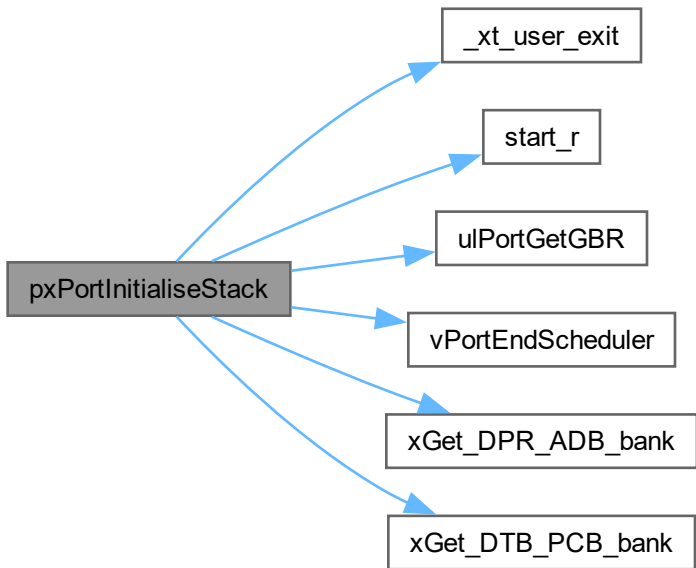 _xt_user_exit
start_r
ulPortGetGBR
pxPortInitialiseStack
vPortEndScheduler
xGet_DPR_ADB_bank
xGet_DTB_PCB_bank